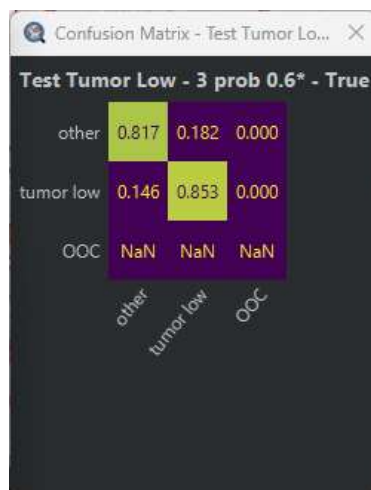 Confusion Matrix - Test Tumor Lo...
Test Tumor Low - 3 prob 0.6* - True
other 0.817 0.182 0.000
tumor low 0.146 0.853 0.000
OOC NaN NaN NaN
other tumor low OOC